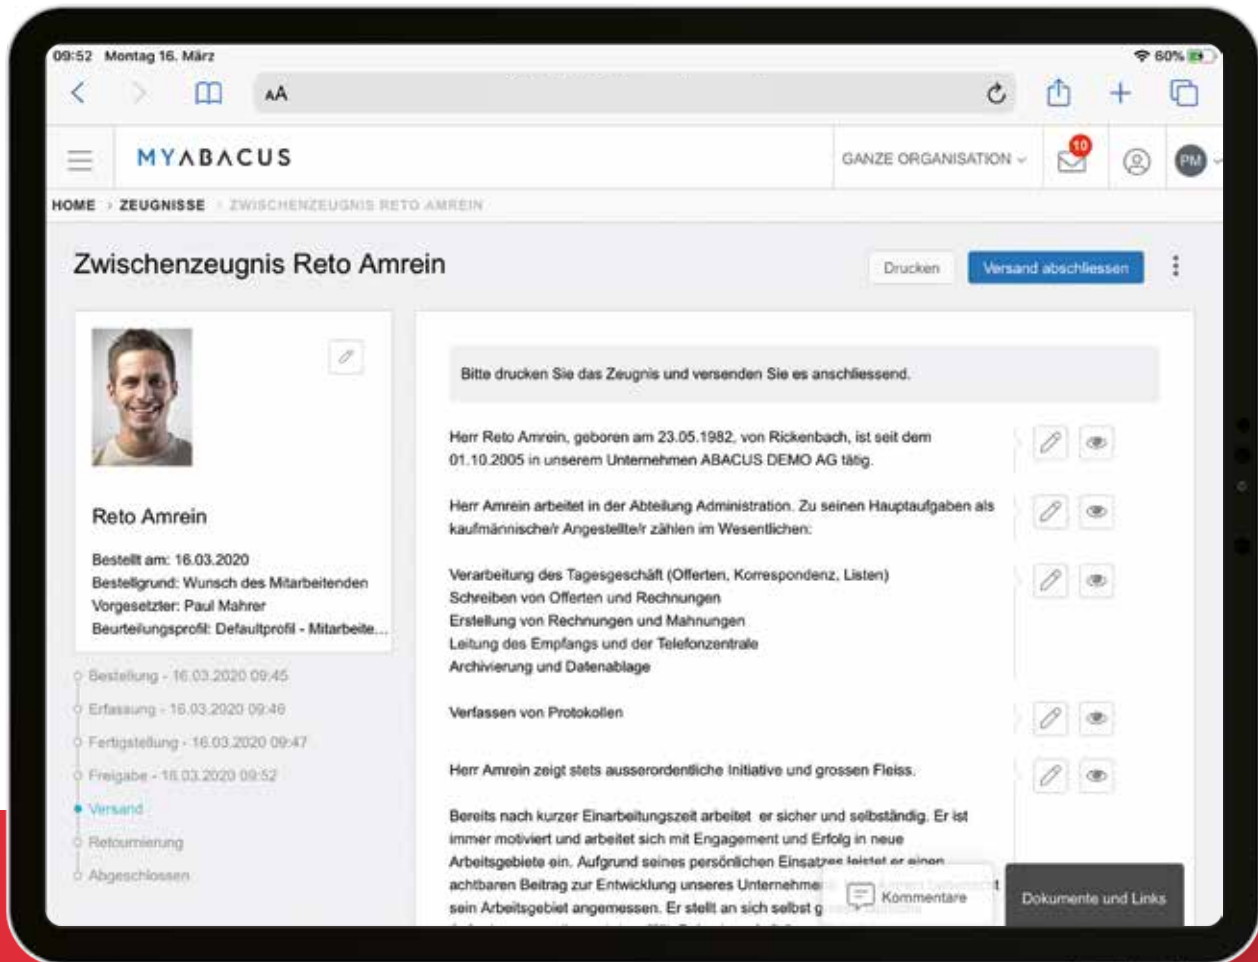 09:52 Montag 16. März
60%
AA
MYABACUS
GANZE ORGANISATION
10
PM
HOME > ZEUGNISSE > ZWISCHENZEUGNIS RETO AMREIN
Zwischenzeugnis Reto Amrein
Drucken
Versand abschliessen
Reto Amrein
Bestellt am: 16.03.2020
Bestellgrund: Wunsch des Mitarbeitenden
Vorgesetzter: Paul Mahrer
Beurteilungsprofil: Defaultprofil - Mitarbeite...
Bestellung - 16.03.2020 09:45
Erfassung - 16.03.2020 09:46
Fertigstellung - 16.03.2020 09:47
Freigabe - 16.03.2020 09:52
Versand
Retournierung
Abgeschlossen
Bitte drucken Sie das Zeugnis und versenden Sie es anschliessend.
Herr Reto Amrein, geboren am 23.05.1982, von Rickenbach, ist seit dem
01.10.2005 in unserem Unternehmen ABACUS DEMO AG tätig.
Herr Amrein arbeitet in der Abteilung Administration. Zu seinen Hauptaufgaben als
kaufmännische/r Angestellte/r zählen im Wesentlichen:
Verarbeitung des Tagesgeschäft (Offerten, Korrespondenz, Listen)
Schreiben von Offerten und Rechnungen
Erstellung von Rechnungen und Mahnungen
Leitung des Empfangs und der Telefonzentrale
Archivierung und Datenablage
Verfassen von Protokollen
Herr Amrein zeigt stets ausserordentliche Initiative und grossen Fleiss.
Bereits nach kurzer Einarbeitungszeit arbeitet er sicher und selbständig. Er ist
immer motiviert und arbeitet sich mit Engagement und Erfolg in neue
Arbeitsgebiete ein. Aufgrund seines persönlichen Einsatzes leistet er einen
achtbaren Beitrag zur Entwicklung unseres
sein Arbeitsgebiet angemessen. Er stellt an sich selbst
Kommentare
Dokumente und Links